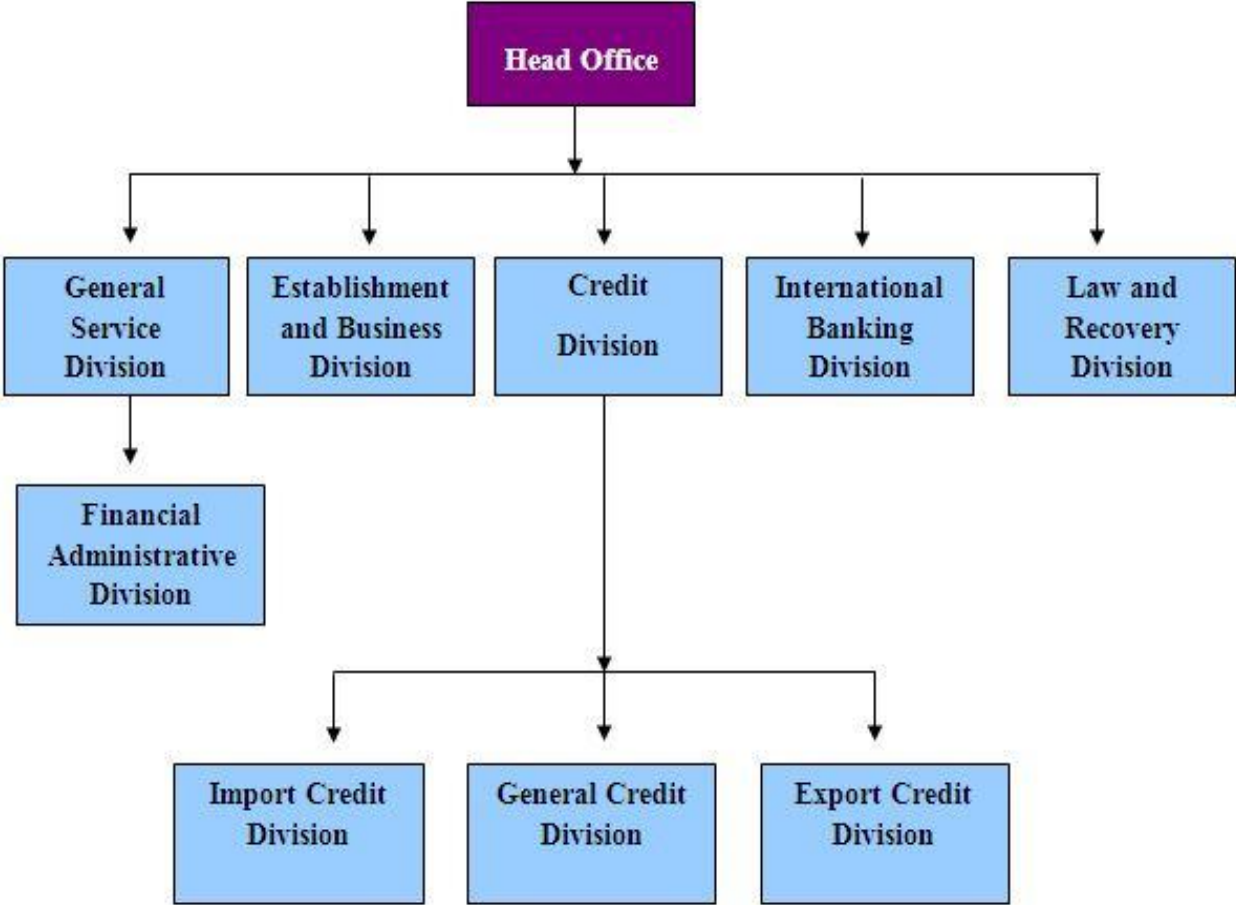 Head Office
General
Service
Division
Establishment
and Business
Division
Credit
Division
International
Banking
Division
Law and
Recovery
Division
Financial
Administrative
Division
Import Credit
Division
General Credit
Division
Export Credit
Division